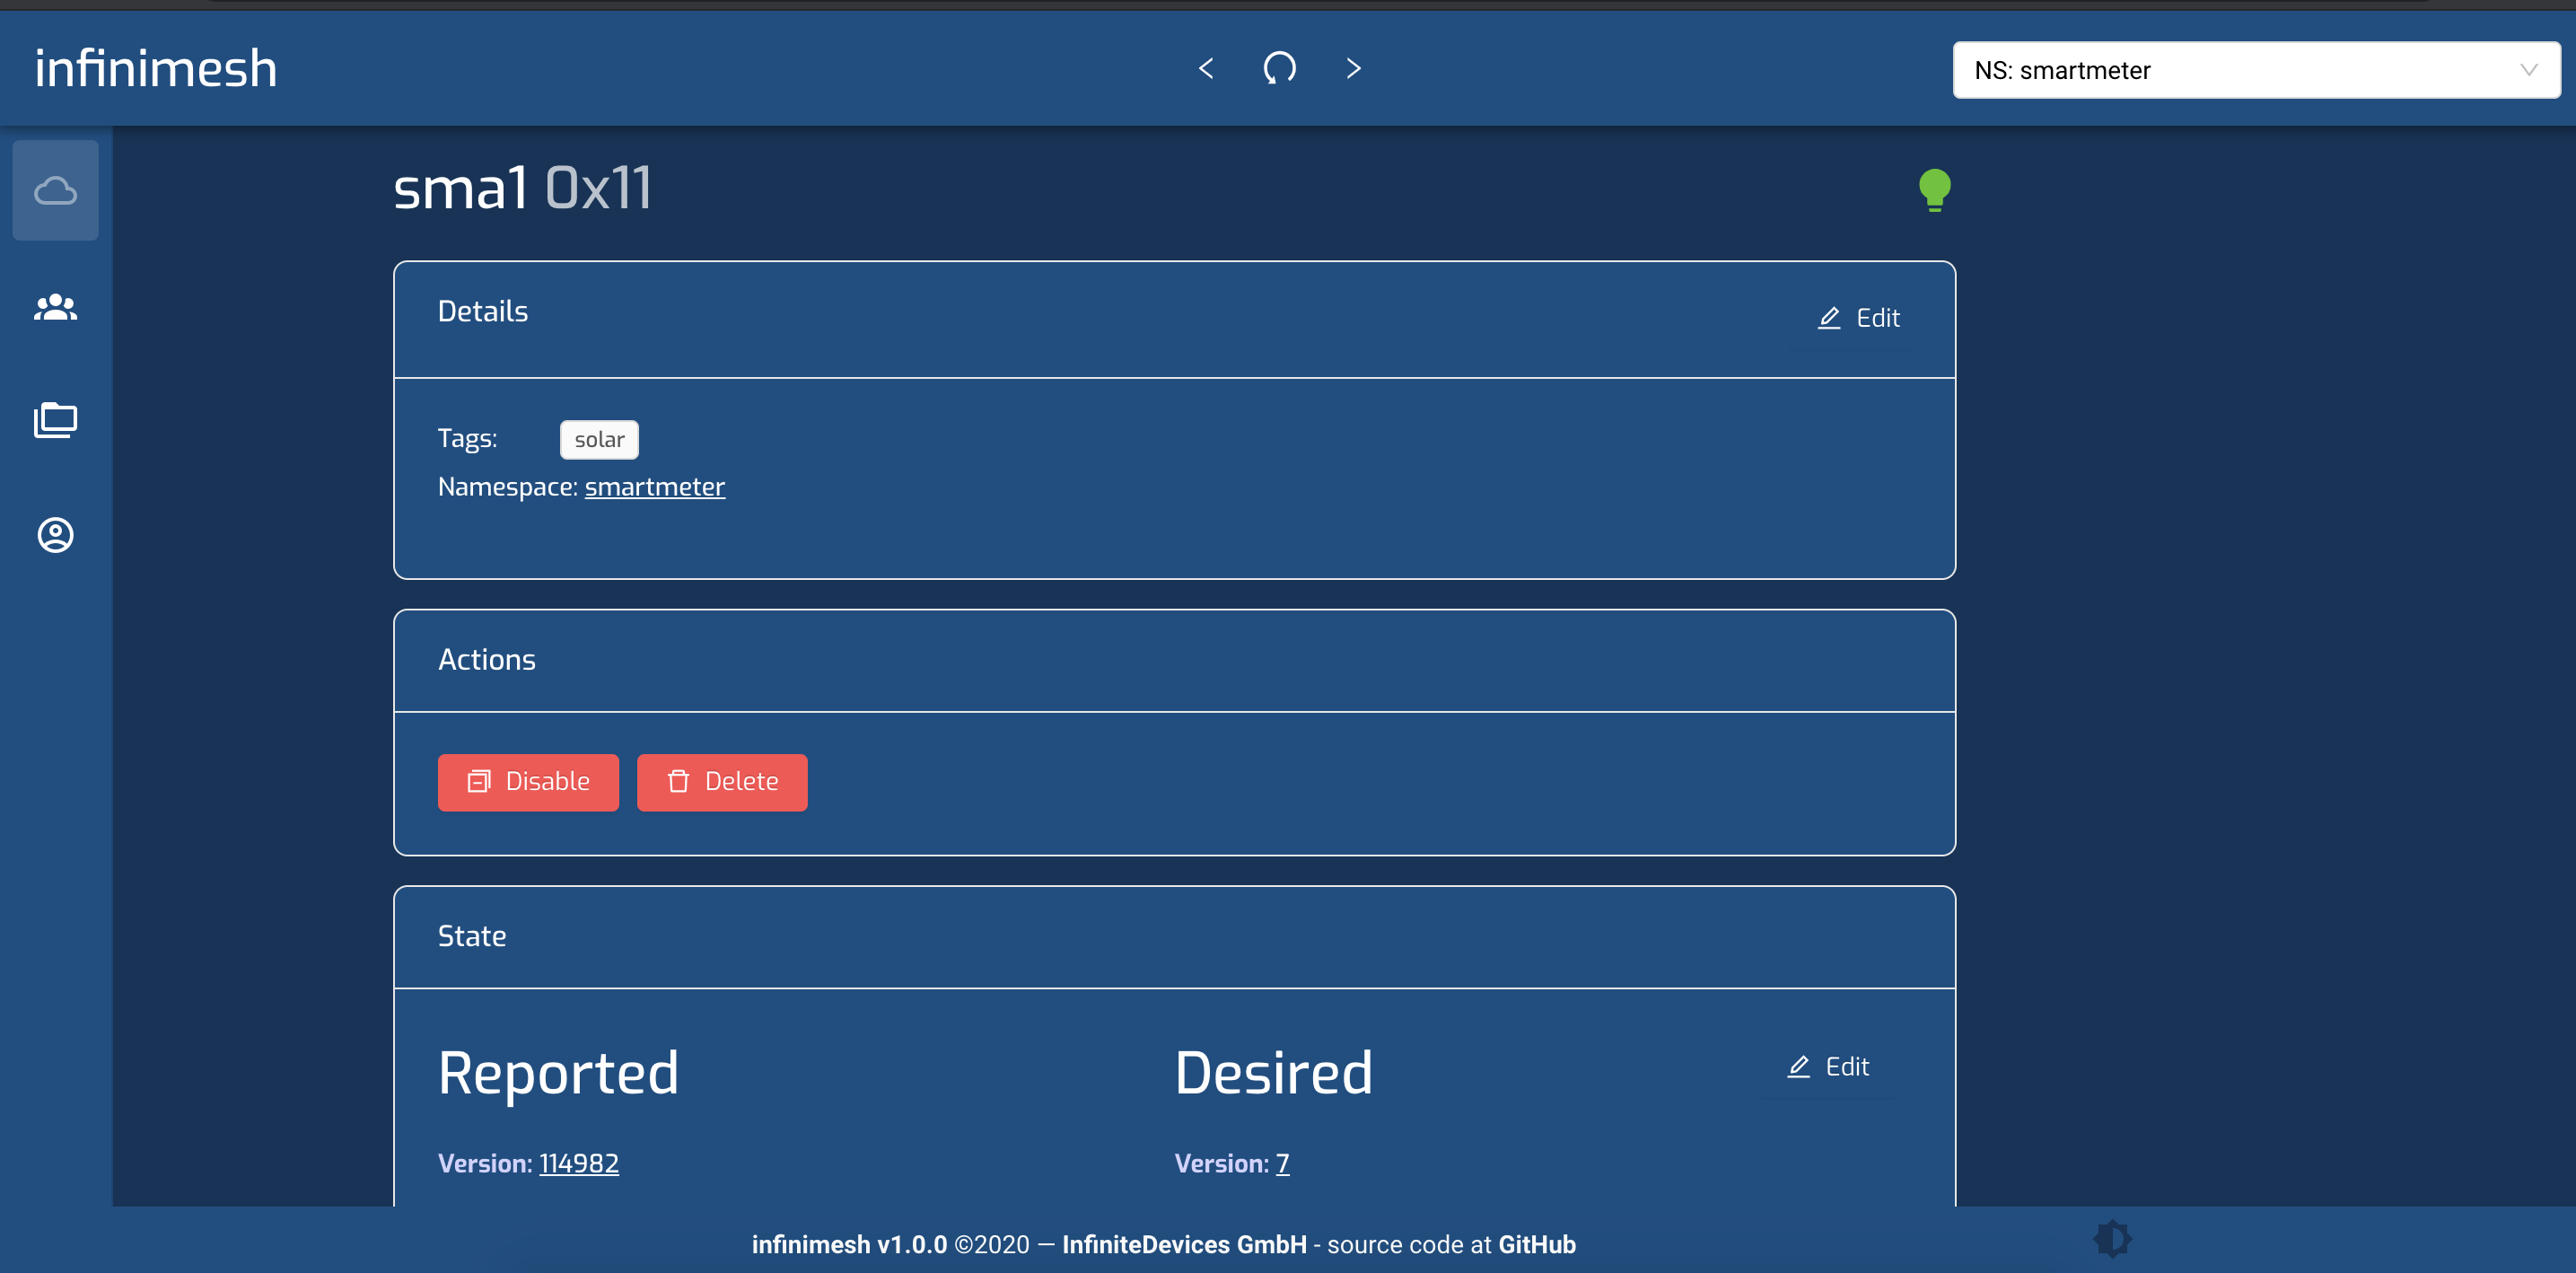 infinimesh
NS: smartmeter
sma1 0x11
Details
Edit
Tags: solar
Namespace: smartmeter
Actions
Disable Delete
State
Reported
Desired
Edit
Version: 114982
Version: 7
infinimesh v1.0.0 ©2020 — InfiniteDevices GmbH - source code at GitHub